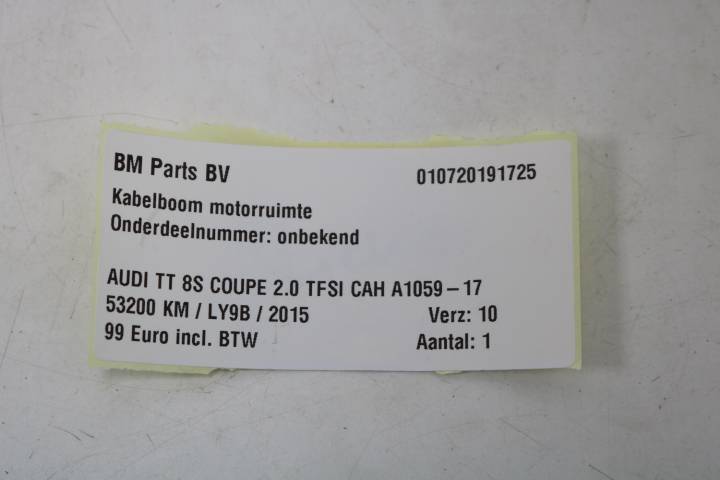 BM Parts BV 010720191725
Kabelboom motorruimte
Onderdeelnummer: onbekend
AUDI TT 8S COUPE 2.0 TFSI CAH A1059-17
53200 KM / LY9B / 2015 Verz: 10
99 Euro incl. BTW Aantal: 1